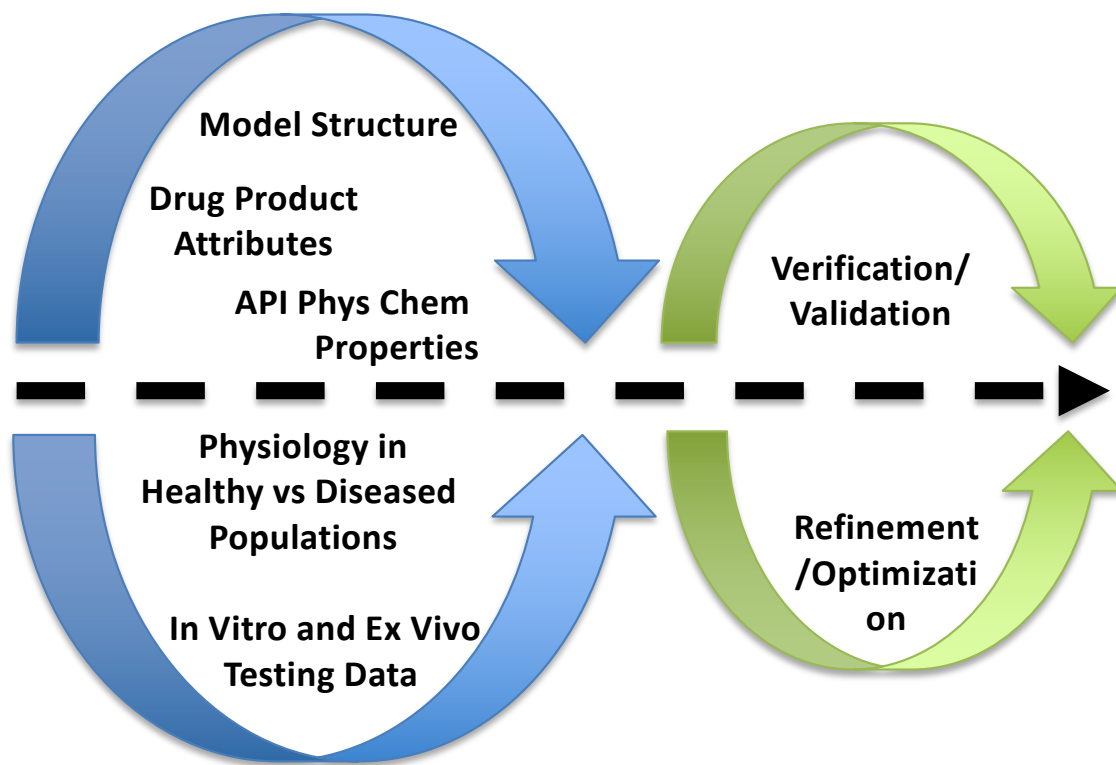 Model Structure
Drug Product
Attributes
API Phys Chem
Properties
Physiology in
Healthy vs Diseased
Populations
In Vitro and Ex Vivo
Testing Data
Verification/
Validation
Refinement
/Optimizati
on